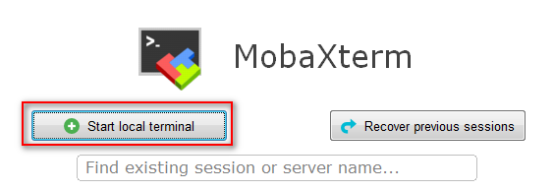 MobaXterm
Start local terminal
Recover previous sessions
Find existing session or server name...